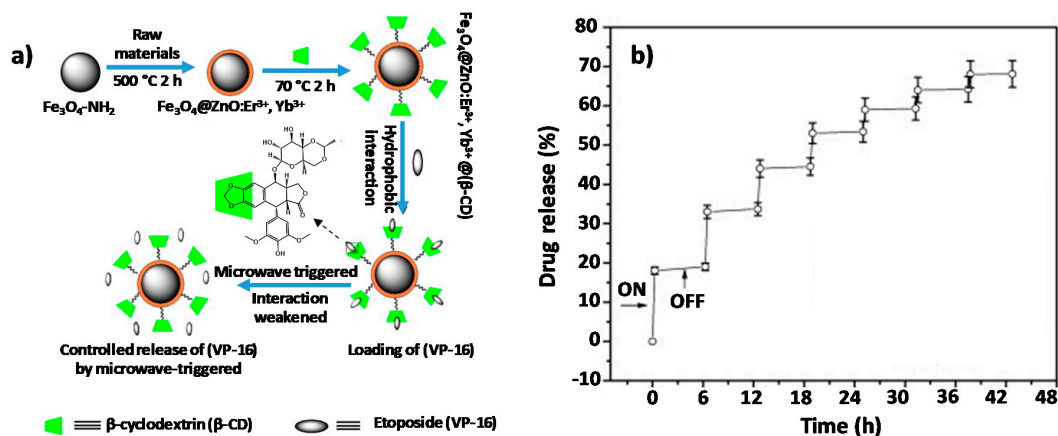 a)
Raw
materials
500 °C 2 h
70 °C 2 h
Fe₃O₄-NH₂
Fe₃O₄@ZnO:Er³⁺, Yb³⁺
Fe₃O₄@ZnO:Er³⁺, Yb³⁺@(β-CD)
Hydrophobic
interaction
HO
OH
H
O
O
O
H
O
H
O
O
O
H
H
O
O
O
O
OH
Microwave triggered
Interaction
weakened
Controlled release of (VP-16)
by microwave-triggered
Loading of (VP-16)
β-cyclodextrin (β-CD)
Etoposide (VP-16)
b)
Drug release (%)
80
70
60
50
40
30
20
10
0
-10
ON
OFF
0 6 12 18 24 30 36 42 48
Time (h)